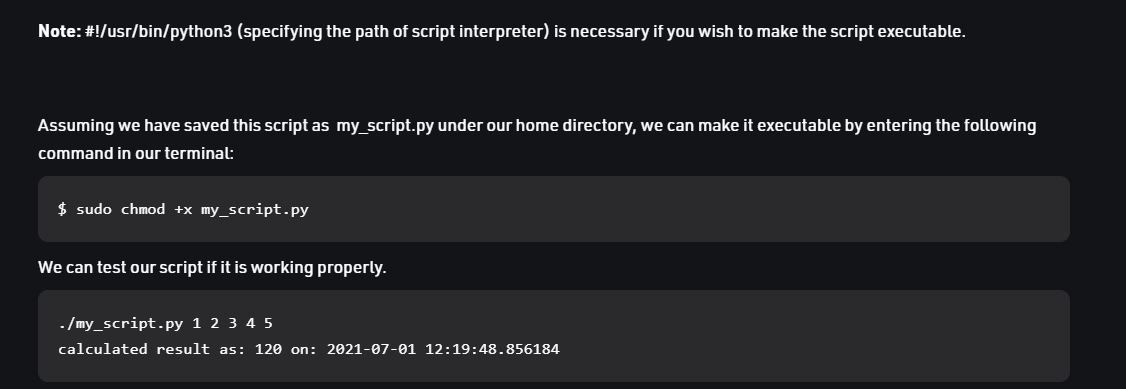 Note: #!/usr/bin/python3 (specifying the path of script interpreter) is necessary if you wish to make the script executable.
Assuming we have saved this script as my_script.py under our home directory, we can make it executable by entering the following
command in our terminal:
$ sudo chmod +x my_script.py
We can test our script if it is working properly.
./my_script.py 1 2 3 4 5
calculated result as: 120 on: 2021-07-01 12:19:48.856184